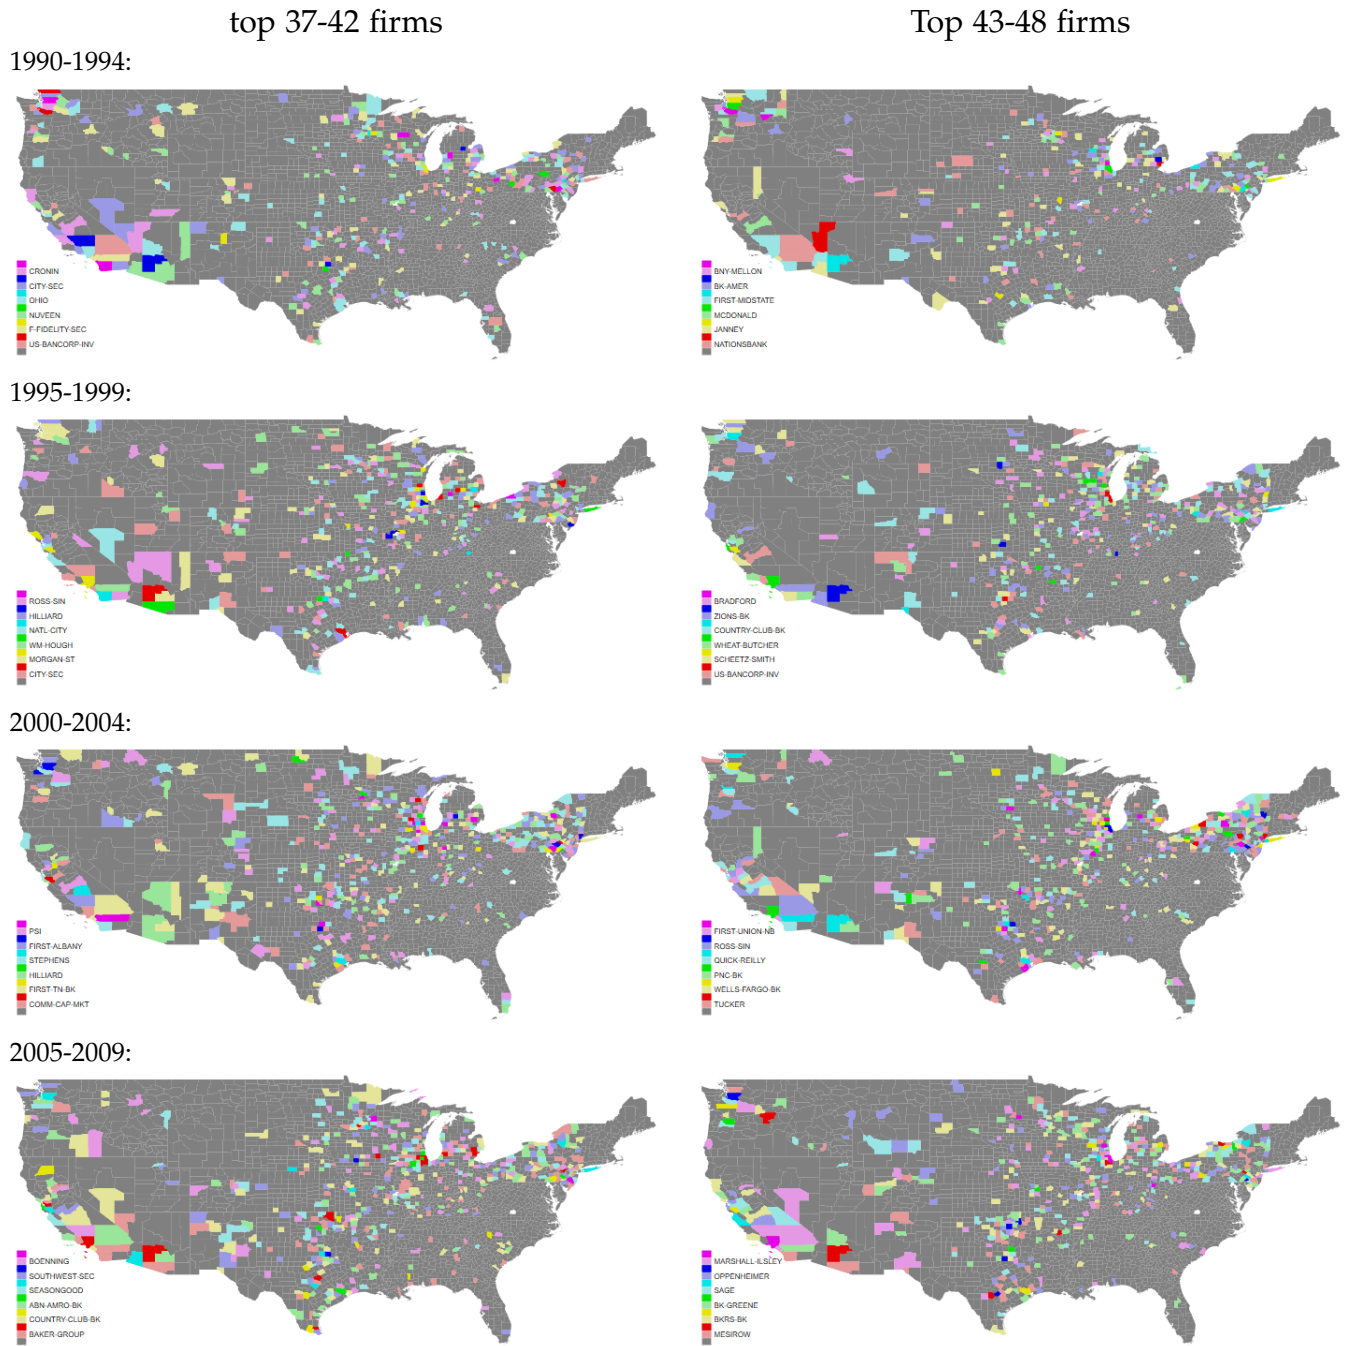 top 37-42 firms
Top 43-48 firms
1990-1994:
CRONIN
CITY-SEC
OHIO
NUVEEN
F-FIDELITY-SEC
US-BANCORP-INV
BNY-MELLON
BK-AMER
FIRST-MIDSTATE
MCDONALD
JANNEY
NATIONSBANK
1995-1999:
ROSS-SIN
HILLIARD
NATL-CITY
WM-HOUGH
MORGAN-ST
CITY-SEC
BRADFORD
ZIONS-BK
COUNTRY-CLUB-BK
WHEAT-BUTCHER
SCHEETZ-SMITH
US-BANCORP-INV
2000-2004:
PSI
FIRST-ALBANY
STEPHENS
HILLIARD
FIRST-TN-BK
COMM-CAP-MKT
FIRST-UNION-NB
ROSS-SIN
QUICK-REILLY
PNC-BK
WELLS-FARGO-BK
TUCKER
2005-2009:
BOENNING
SOUTHWEST-SEC
SEASONGOOD
ABN-AMRO-BK
COUNTRY-CLUB-BK
BAKER-GROUP
MARSHALL-ILSLEY
OPPENHEIMER
SAGE
BK-GREENE
BKRS-BK
MESIROW